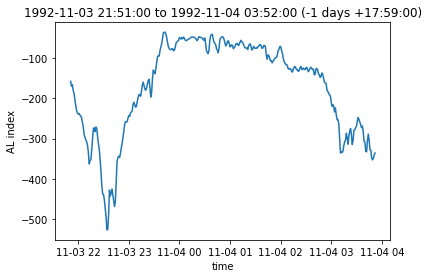 1992-11-03 21:51:00 to 1992-11-04 03:52:00 (-1 days +17:59:00)
−100
−200
−300
−400
−500
AL index
11-03 22 11-03 23 11-04 00 11-04 01 11-04 02 11-04 03 11-04 04
time